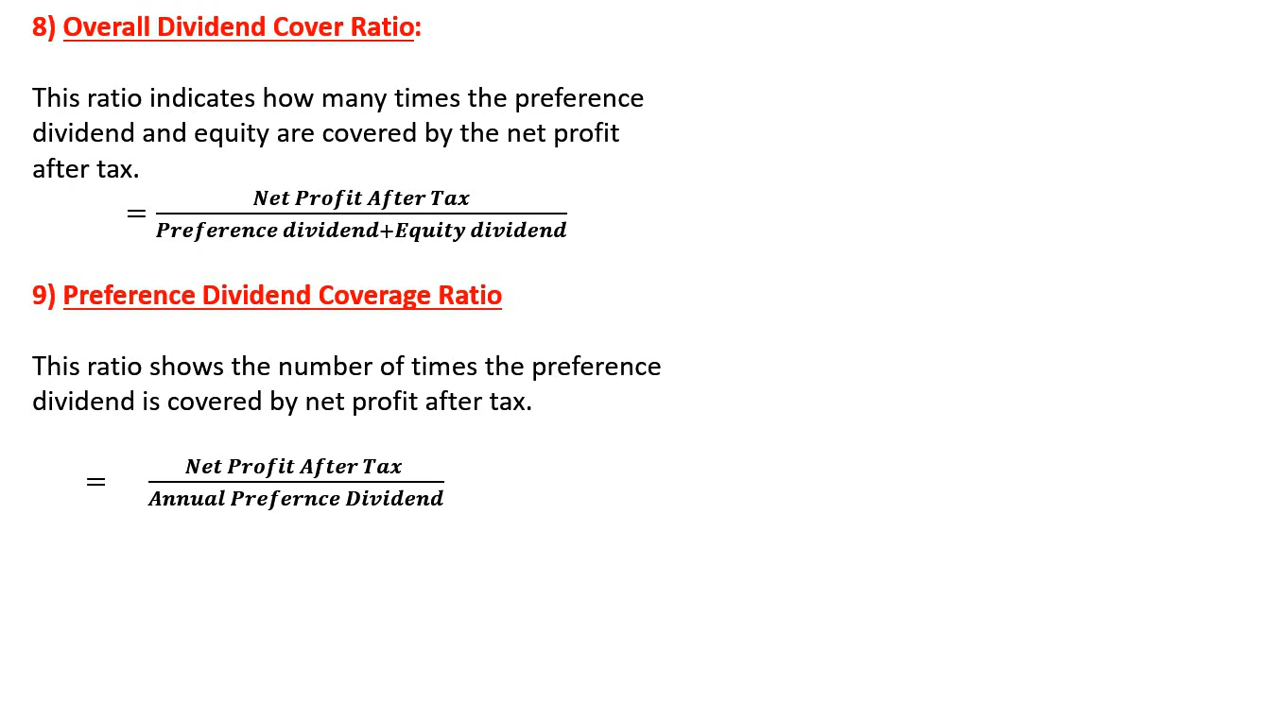 8) Overall Dividend Cover Ratio:
This ratio indicates how many times the preference
dividend and equity are covered by the net profit
after tax.
= Net Profit After Tax
Preference dividend+Equity dividend
9) Preference Dividend Coverage Ratio
This ratio shows the number of times the preference
dividend is covered by net profit after tax.
= Net Profit After Tax
Annual Prefernce Dividend